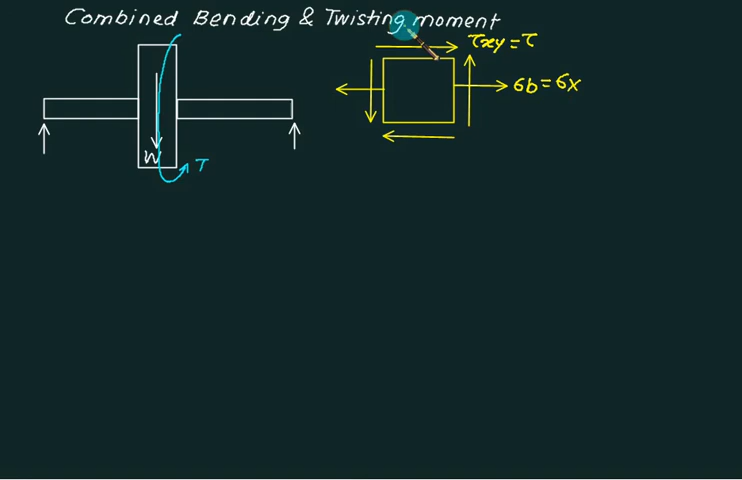 Combined Bending & Twisting moment
τxy = τ
σb = σx
W
T